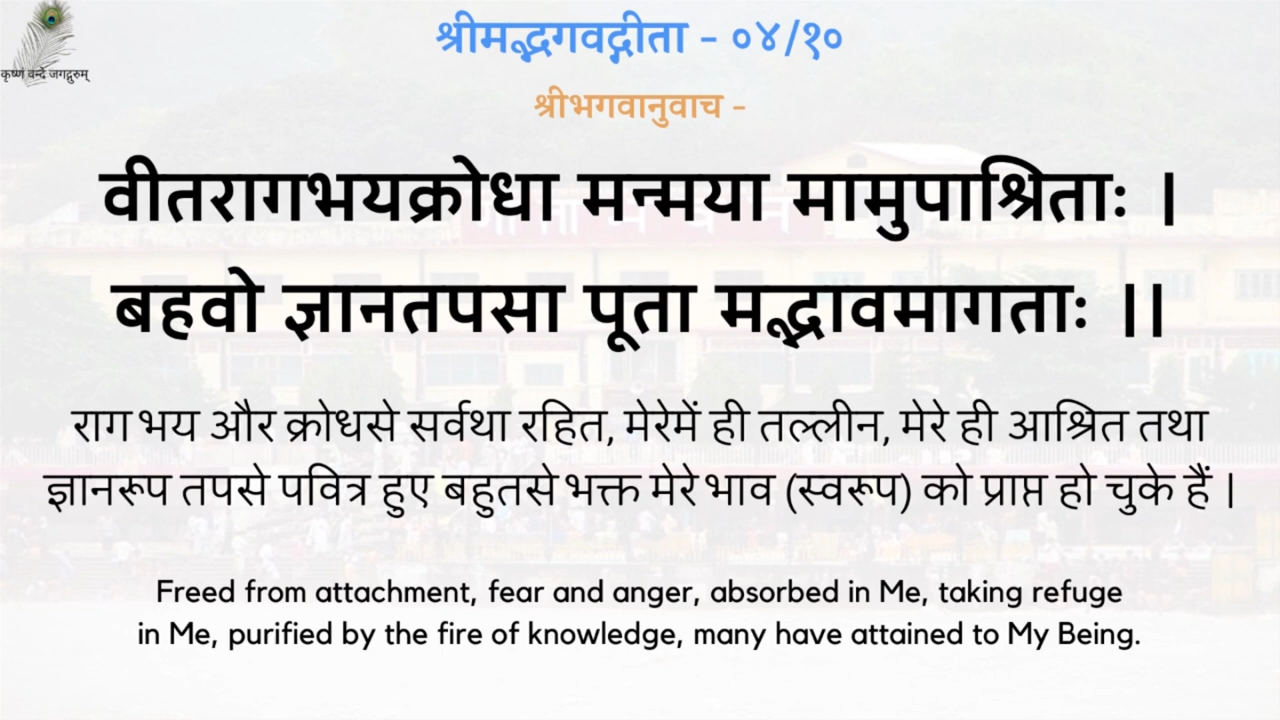 श्रीमद्भगवद्गीता - ०४/१०
कृष्णं वन्दे जगद्गुरुम्
श्रीभगवानुवाच -
वीतरागभयक्रोधा मन्मया मामुपाश्रिताः |
बहवो ज्ञानतपसा पूता मद्भावमागताः ||
राग भय और क्रोधसे सर्वथा रहित, मेरेमें ही तल्लीन, मेरे ही आश्रित तथा
ज्ञानरूप तपसे पवित्र हुए बहुतसे भक्त मेरे भाव (स्वरूप) को प्राप्त हो चुके हैं |
Freed from attachment, fear and anger, absorbed in Me, taking refuge
in Me, purified by the fire of knowledge, many have attained to My Being.